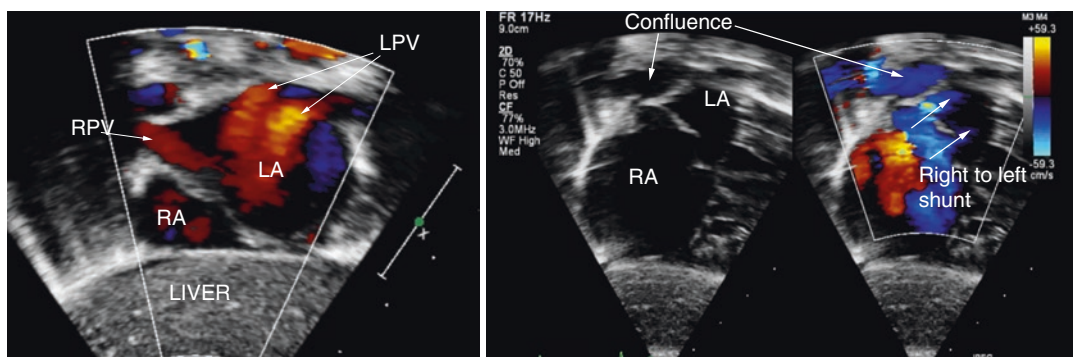 LPV
RPV
LA
RA
LIVER
FR 17Hz
9.0cm
2D
70%
C 50
P Off
Res
CF
77%
3.0MHz
WF High
Med
Confluence
LA
RA
M3 M4
+59.3
-59.3
cm/s
Right to left
shunt